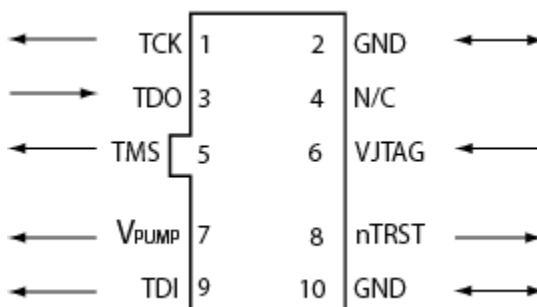 TCK 1 2 GND
TDO 3 4 N/C
TMS 5 6 VJTAG
VPUMP 7 8 nTRST
TDI 9 10 GND